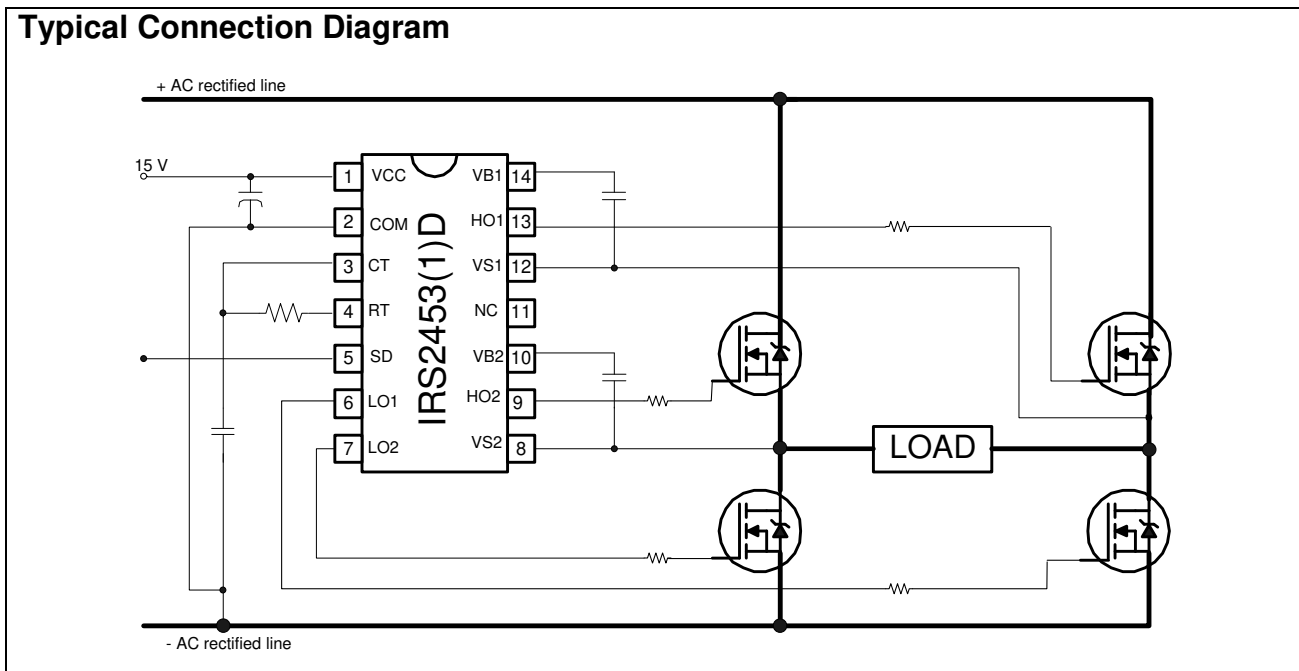 Typical Connection Diagram
+ AC rectified line
15 V
1 VCC VB1 14
2 COM HO1 13
3 CT VS1 12
4 RT NC 11
5 SD VB2 10
6 LO1 HO2 9
7 LO2 VS2 8
IRS2453(1)D
LOAD
- AC rectified line